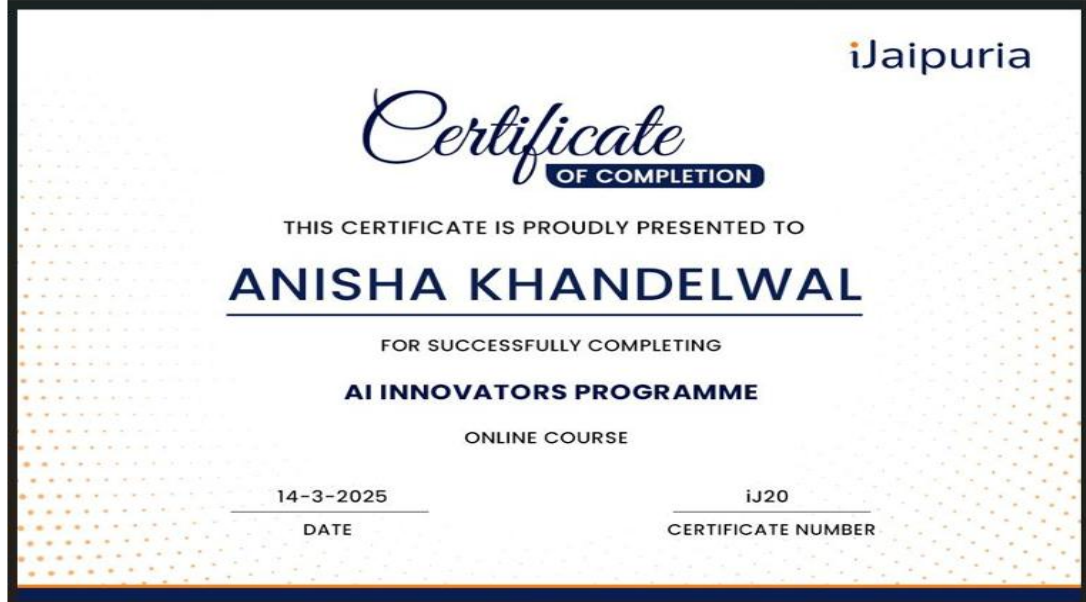 iJaipuria
Certificate
OF COMPLETION
THIS CERTIFICATE IS PROUDLY PRESENTED TO
ANISHA KHANDELWAL
FOR SUCCESSFULLY COMPLETING
AI INNOVATORS PROGRAMME
ONLINE COURSE
14-3-2025
DATE
iJ20
CERTIFICATE NUMBER